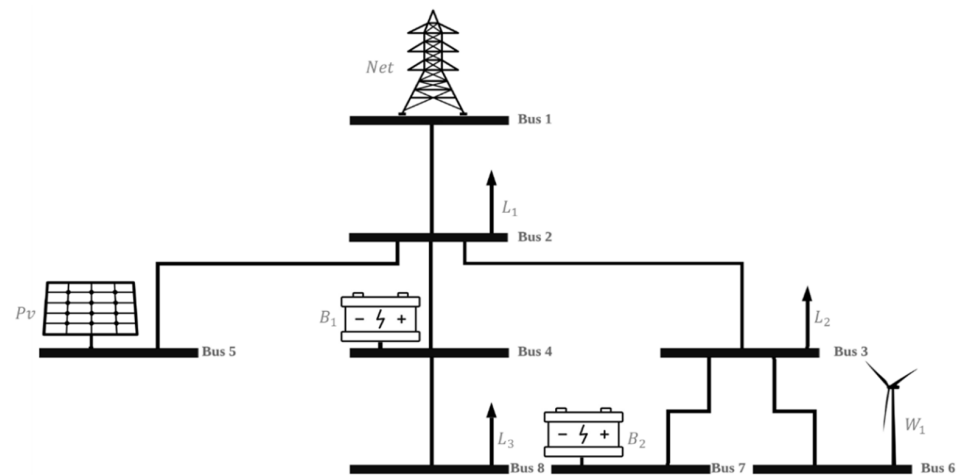 Net
Bus 1
L₁
Bus 2
Pv
B₁
L₂
Bus 5
Bus 4
Bus 3
L₃
B₂
W₁
Bus 8
Bus 7
Bus 6